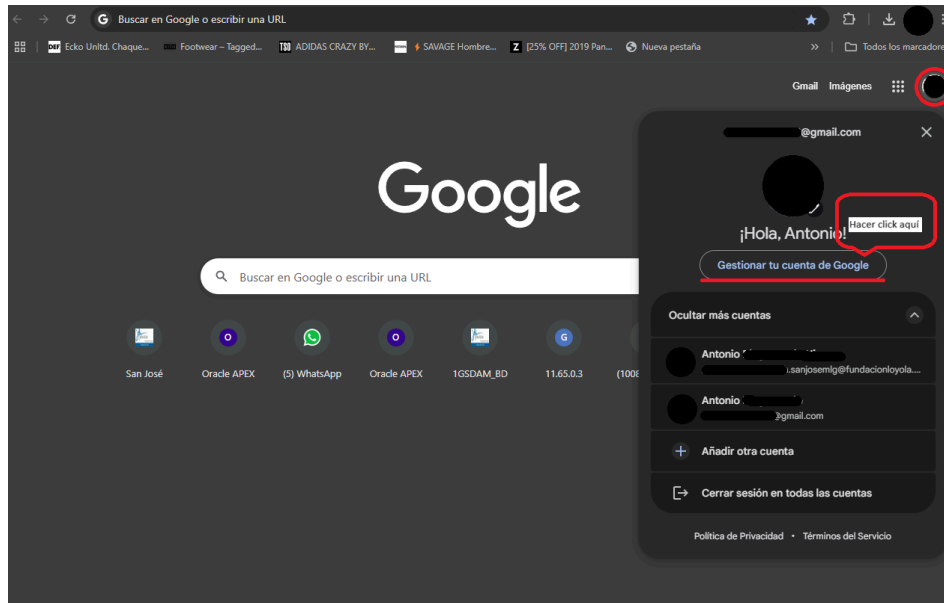 G Buscar en Google o escribir una URL
DEF Ecko Unltd. Chaque... Footwear – Tagged... TSO ADIDAS CRAZY BY... SAVAGE Hombre... Z [25% OFF] 2019 Pan... Nueva pestaña » Todos los marcadore
Gmail Imágenes
@gmail.com
Google
Hacer click aquí
¡Hola, Antonio!
Gestionar tu cuenta de Google
Buscar en Google o escribir una URL
Ocultar más cuentas
Antonio
.sanjosemlg@fundacionloyola....
Antonio
@gmail.com
San José O Oracle APEX (5) WhatsApp O Oracle APEX 1GSDAM_BD G 11.65.0.3 (1008
Añadir otra cuenta
Cerrar sesión en todas las cuentas
Política de Privacidad • Términos del Servicio